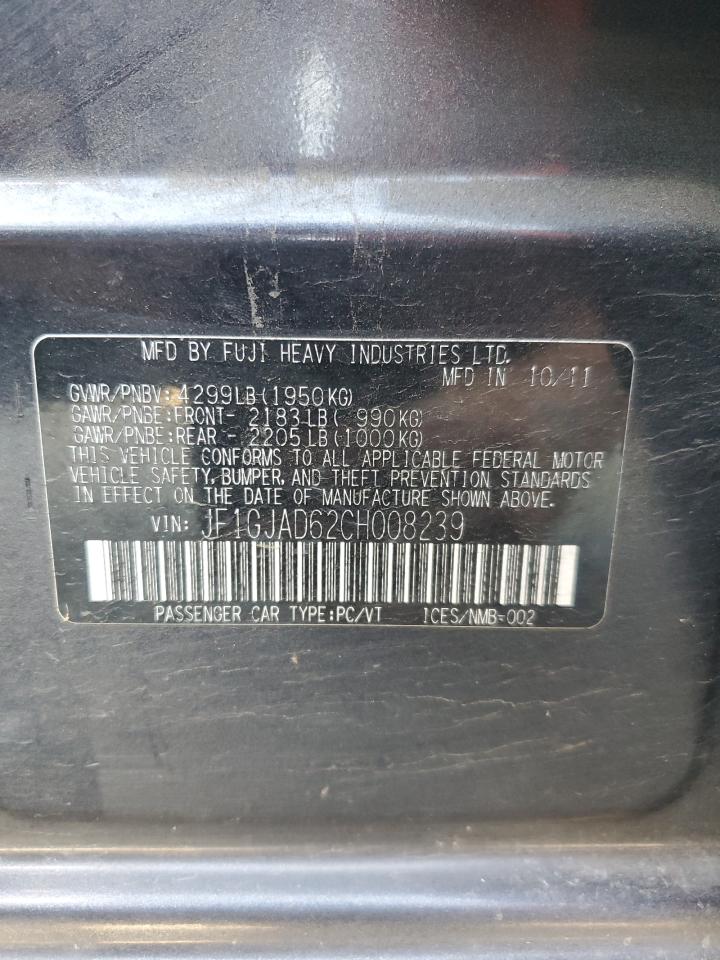 MFD BY FUJI HEAVY INDUSTRIES LTD.
MFD IN 10/11
GVWR/PNBV: 4299LB(1950KG)
GAWR/PNBE:FRONT- 2183LB( 990KG)
GAWR/PNBE:REAR - 2205LB(1000KG)
THIS VEHICLE CONFORMS TO ALL APPLICABLE FEDERAL MOTOR
VEHICLE SAFETY, BUMPER, AND THEFT PREVENTION STANDARDS
IN EFFECT ON THE DATE OF MANUFACTURE SHOWN ABOVE.
VIN: JF1GJAD62CH008239
PASSENGER CAR TYPE:PC/VT ICES/NMB-002